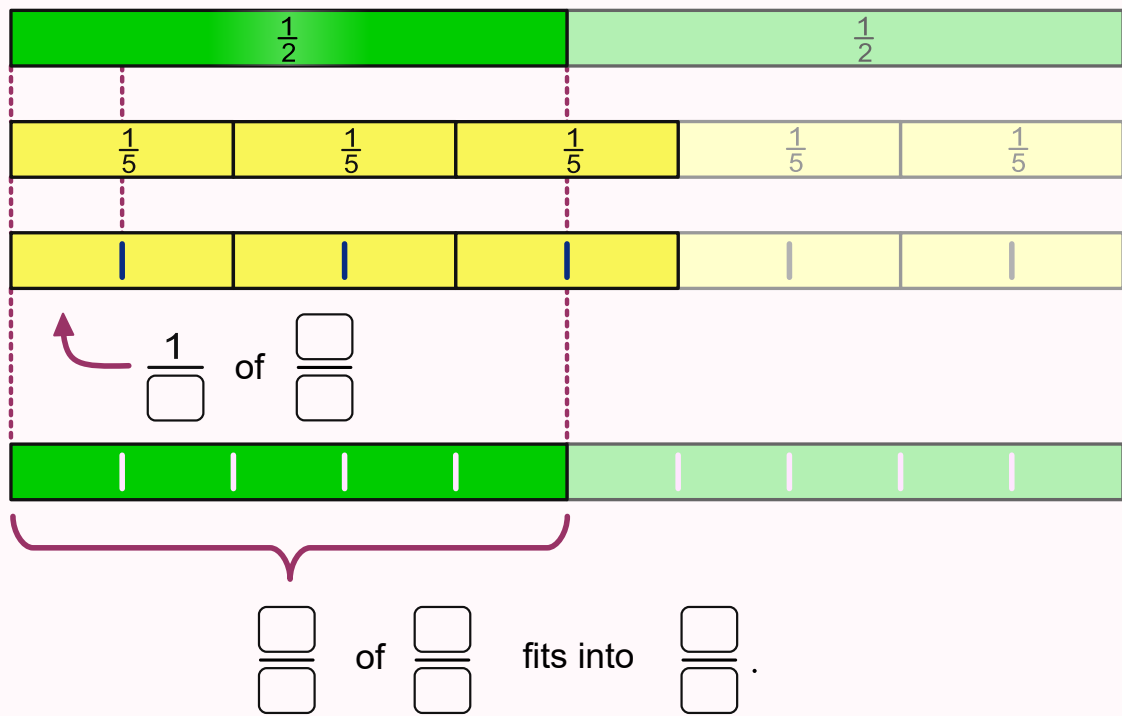 1/2 1/2
1/5 1/5 1/5 1/5 1/5
1/□ of □/□
□/□ of □/□ fits into □/□ .